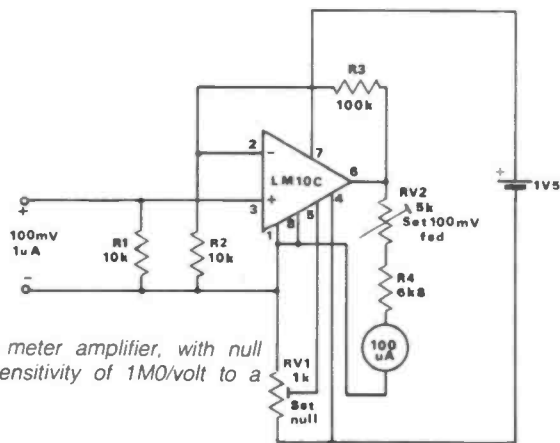 R3
100k
2
-
7
LM10C
6
3
+
1
8
5
4
+
1V5
RV2
5k
Set 100mV
fsd
+
100mV
1uA
-
R1
10k
R2
10k
R4
6k8
100
uA
RV1
1k
Set
null
meter amplifier, with null
ensitivity of 1M0/volt to a